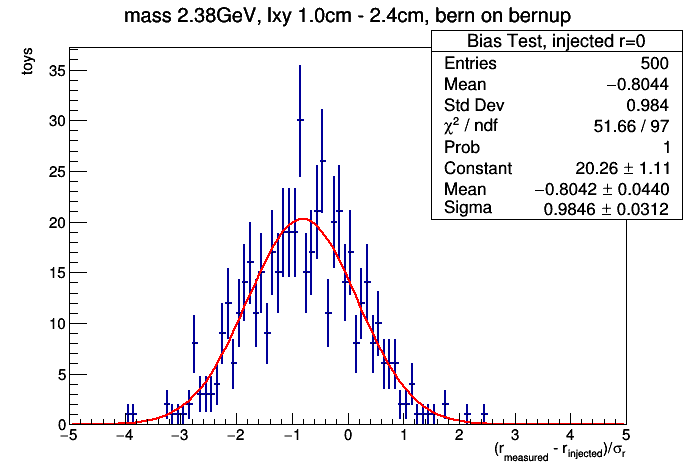 mass 2.38GeV, lxy 1.0cm - 2.4cm, bern on bernup
toys
Bias Test, injected r=0
Entries 500
Mean −0.8044
Std Dev 0.984
χ² / ndf 51.66 / 97
Prob 1
Constant 20.26 ± 1.11
Mean −0.8042 ± 0.0440
Sigma 0.9846 ± 0.0312
35
30
25
20
15
10
5
0
−5 −4 −3 −2 −1 0 1 2 3 4 5
(r_measured - r_injected)/σ_r